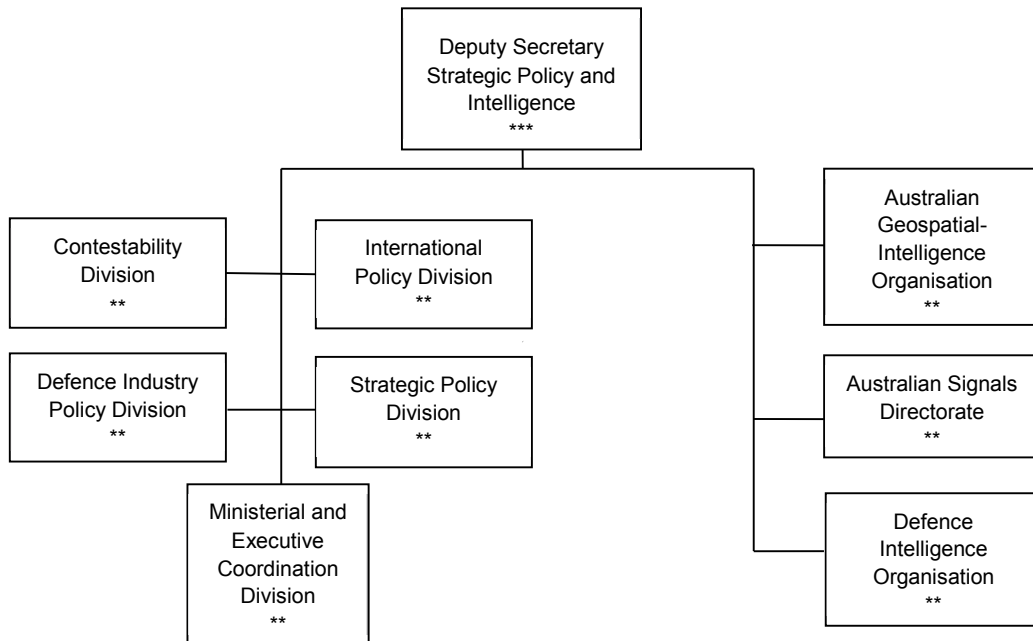 Deputy Secretary
Strategic Policy and
Intelligence
***
Contestability
Division
**
International
Policy Division
**
Australian
Geospatial-
Intelligence
Organisation
**
Defence Industry
Policy Division
**
Strategic Policy
Division
**
Australian Signals
Directorate
**
Ministerial and
Executive
Coordination
Division
**
Defence
Intelligence
Organisation
**